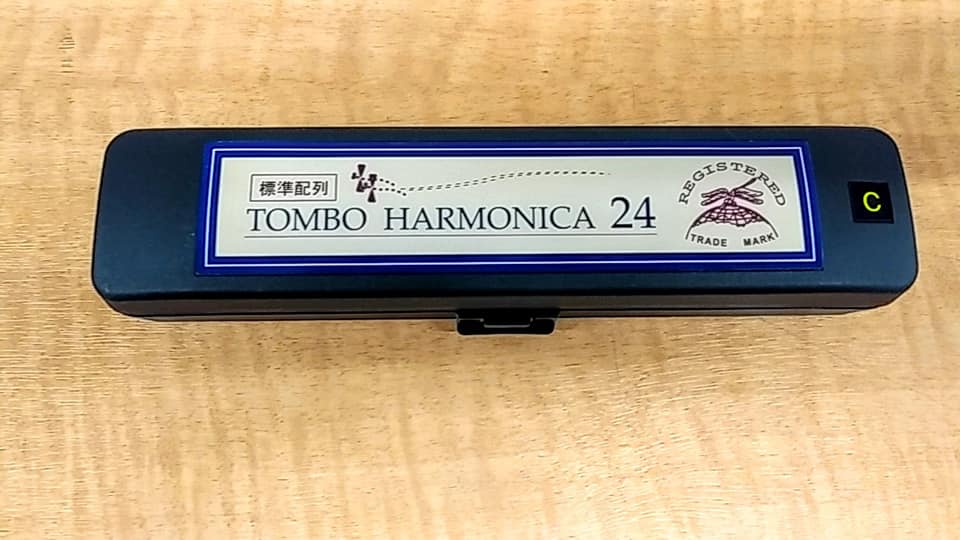 標準配列
TOMBO HARMONICA 24
REGISTERED
TRADE MARK
C